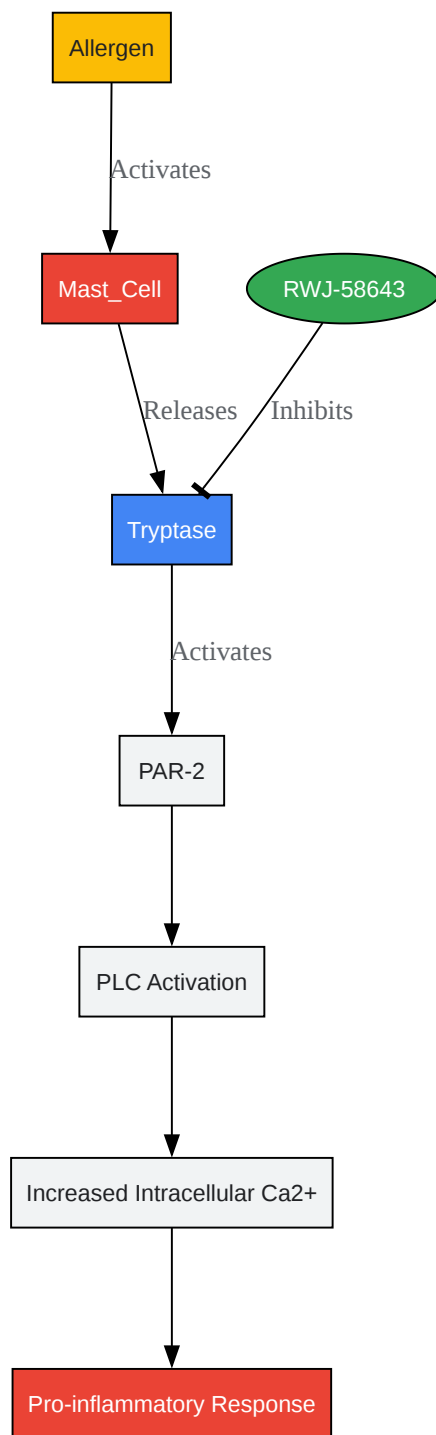 Allergen
Activates
Mast_Cell
RWJ-58643
Releases
Inhibits
Tryptase
Activates
PAR-2
PLC Activation
Increased Intracellular Ca2+
Pro-inflammatory Response